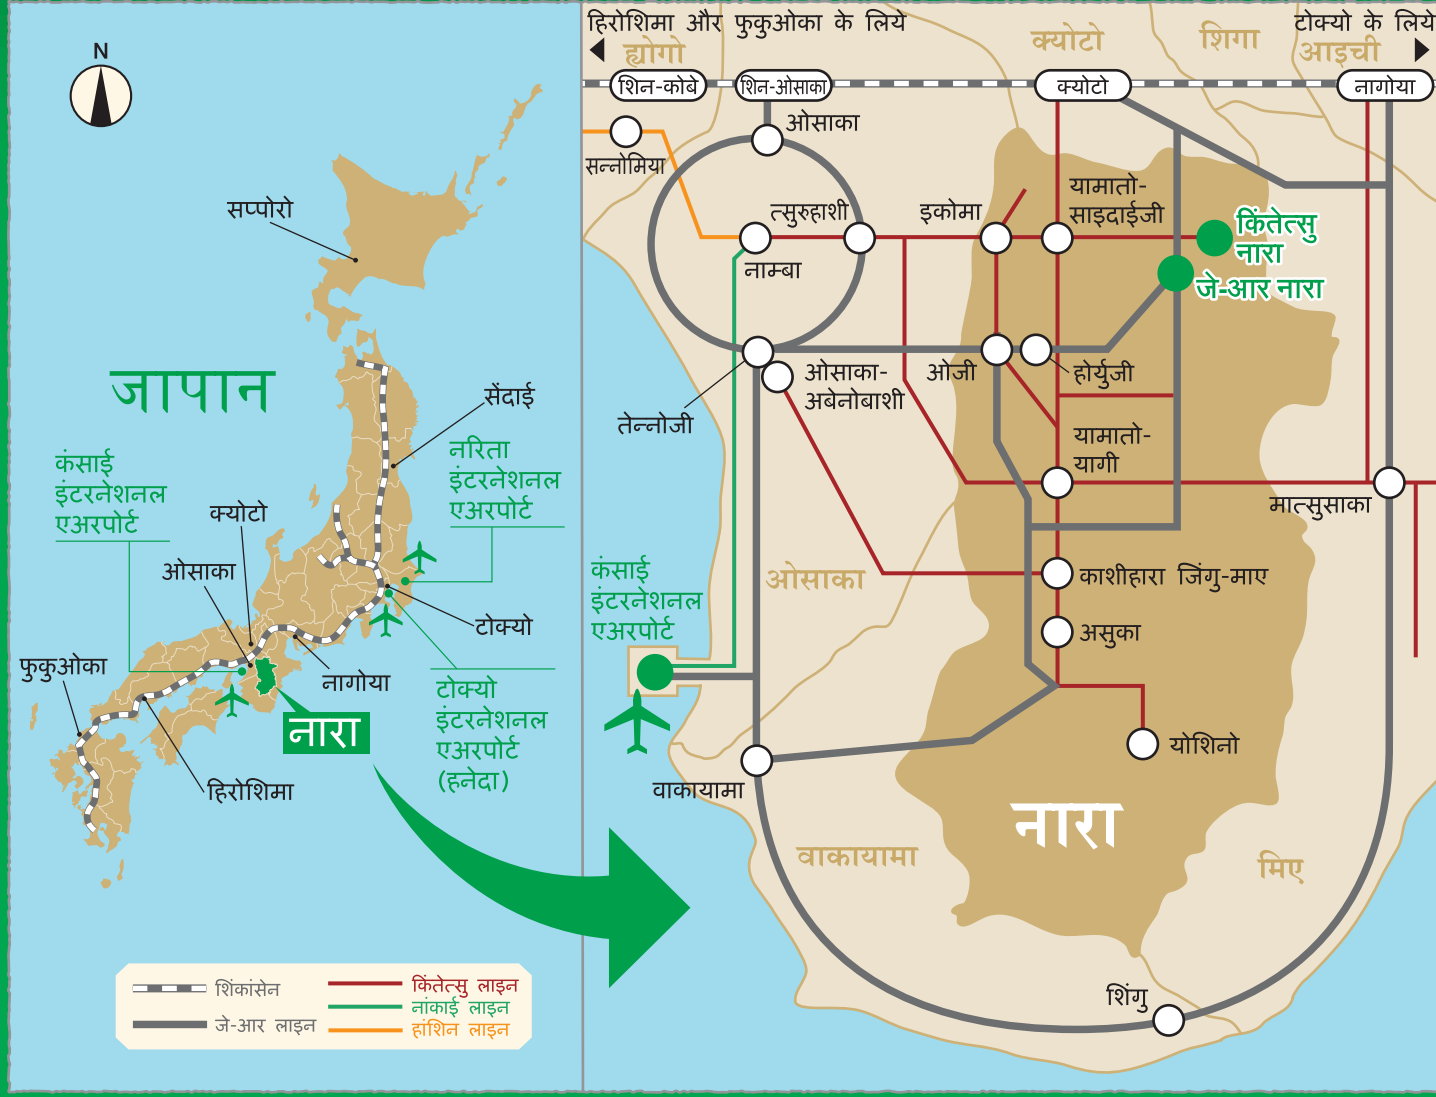 N
सप्पोरो
जापान
सेंदाई
नरिता
इंटरनेशनल
एअरपोर्ट
कंसाई
इंटरनेशनल
एअरपोर्ट
क्योटो
ओसाका
टोक्यो
फुकुओका
नागोया
टोक्यो
इंटरनेशनल
एअरपोर्ट
(हनेदा)
नारा
हिरोशिमा
शिंकांसेन
जे-आर लाइन
किंतेत्सु लाइन
नांकाई लाइन
हांशिन लाइन
हिरोशिमा और फुकुओका के लिये
टोक्यो के लिये
ह्योगो
क्योटो
शिगा
आइची
शिन-कोबे
शिन-ओसाका
क्योटो
नागोया
ओसाका
सन्नोमिया
त्सुरुहाशी
इकोमा
यामातो-
साइदाईजी
किंतेत्सु
नारा
नाम्बा
जे-आर नारा
ओसाका-
अबेनोबाशी
ओजी
होर्युजी
तेन्नोजी
यामातो-
यागी
मात्सुसाका
ओसाका
काशीहारा जिंगु-माए
कंसाई
इंटरनेशनल
एअरपोर्ट
असुका
योशिनो
वाकायामा
नारा
वाकायामा
मिए
शिंगु